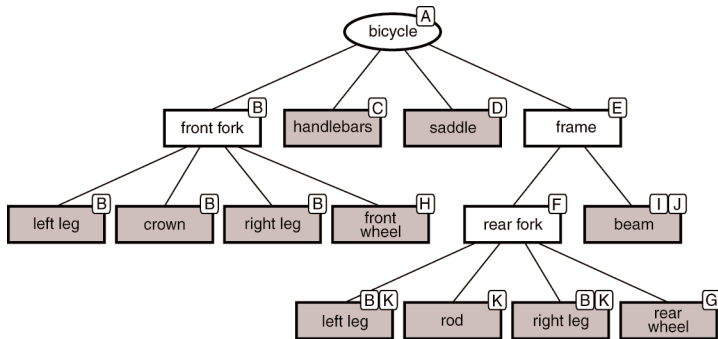 A
bicycle
B
front fork
C
handlebars
D
saddle
E
frame
B
left leg
B
crown
B
right leg
H
front
wheel
F
rear fork
I J
beam
B K
left leg
K
rod
B K
right leg
G
rear
wheel